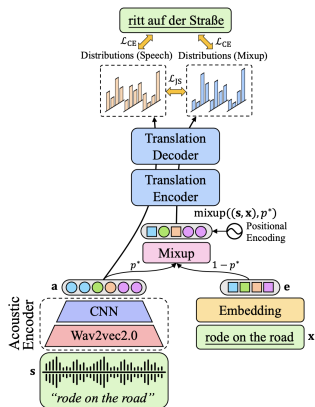 ritt auf der Straße
ℒCE ℒCE
Distributions (Speech) Distributions (Mixup)
ℒJS
Translation
Decoder
Translation
Encoder
mixup((s, x), p*)
Positional
Encoding
Mixup
p* 1 − p*
a e
Acoustic
Encoder
CNN
Wav2vec2.0
Embedding
rode on the road x
s
"rode on the road"